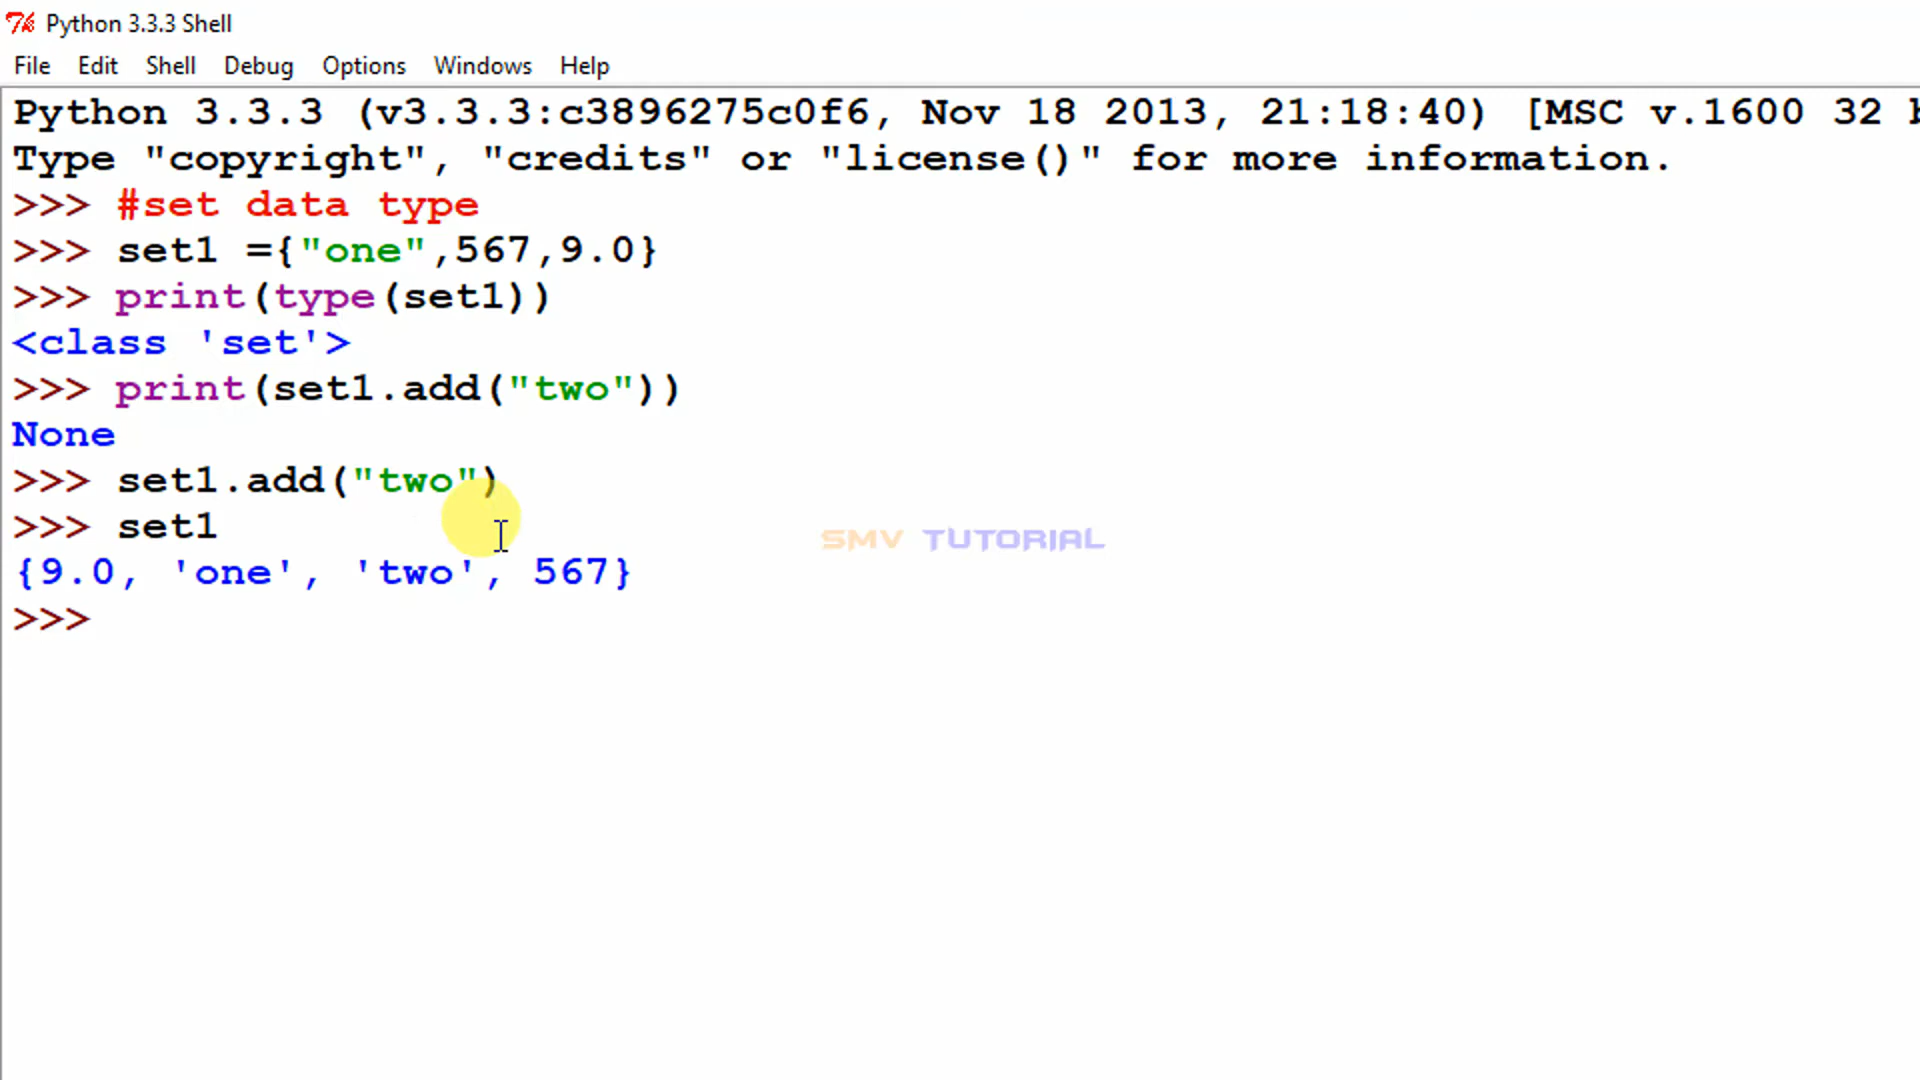 Python 3.3.3 Shell
File Edit Shell Debug Options Windows Help
Python 3.3.3 (v3.3.3:c3896275c0f6, Nov 18 2013, 21:18:40) [MSC v.1600 32
Type "copyright", "credits" or "license()" for more information.
>>> #set data type
>>> set1 ={"one",567,9.0}
>>> print(type(set1))
<class 'set'>
>>> print(set1.add("two"))
None
>>> set1.add("two")
>>> set1
SMV TUTORIAL
{9.0, 'one', 'two', 567}
>>>